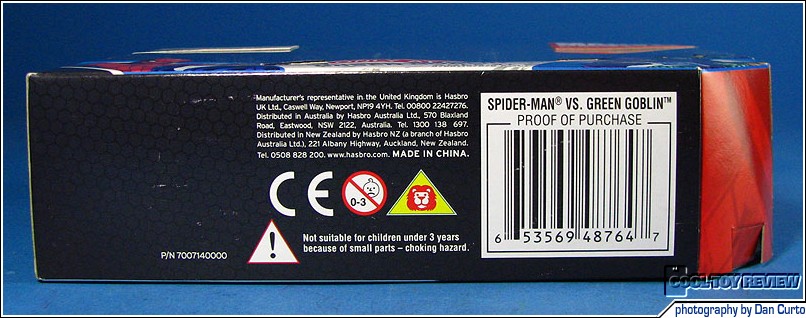 Manufacturer's representative in the United Kingdom is Hasbro
UK Ltd., Caswell Way, Newport, NP19 4YH. Tel. 00800 22427276.
Distributed in Australia by Hasbro Australia Ltd., 570 Blaxland
Road, Eastwood, NSW 2122, Australia. Tel. 1300 138 697.
Distributed in New Zealand by Hasbro NZ (a branch of Hasbro
Australia Ltd.), 221 Albany Highway, Auckland, New Zealand.
Tel. 0508 828 200. www.hasbro.com. MADE IN CHINA.
CE
0-3
Not suitable for children under 3 years
because of small parts – choking hazard.
P/N 7007140000
SPIDER-MAN® VS. GREEN GOBLIN™
PROOF OF PURCHASE
6 53569 48764 7
COOL TOY REVIEW
photography by Dan Curto